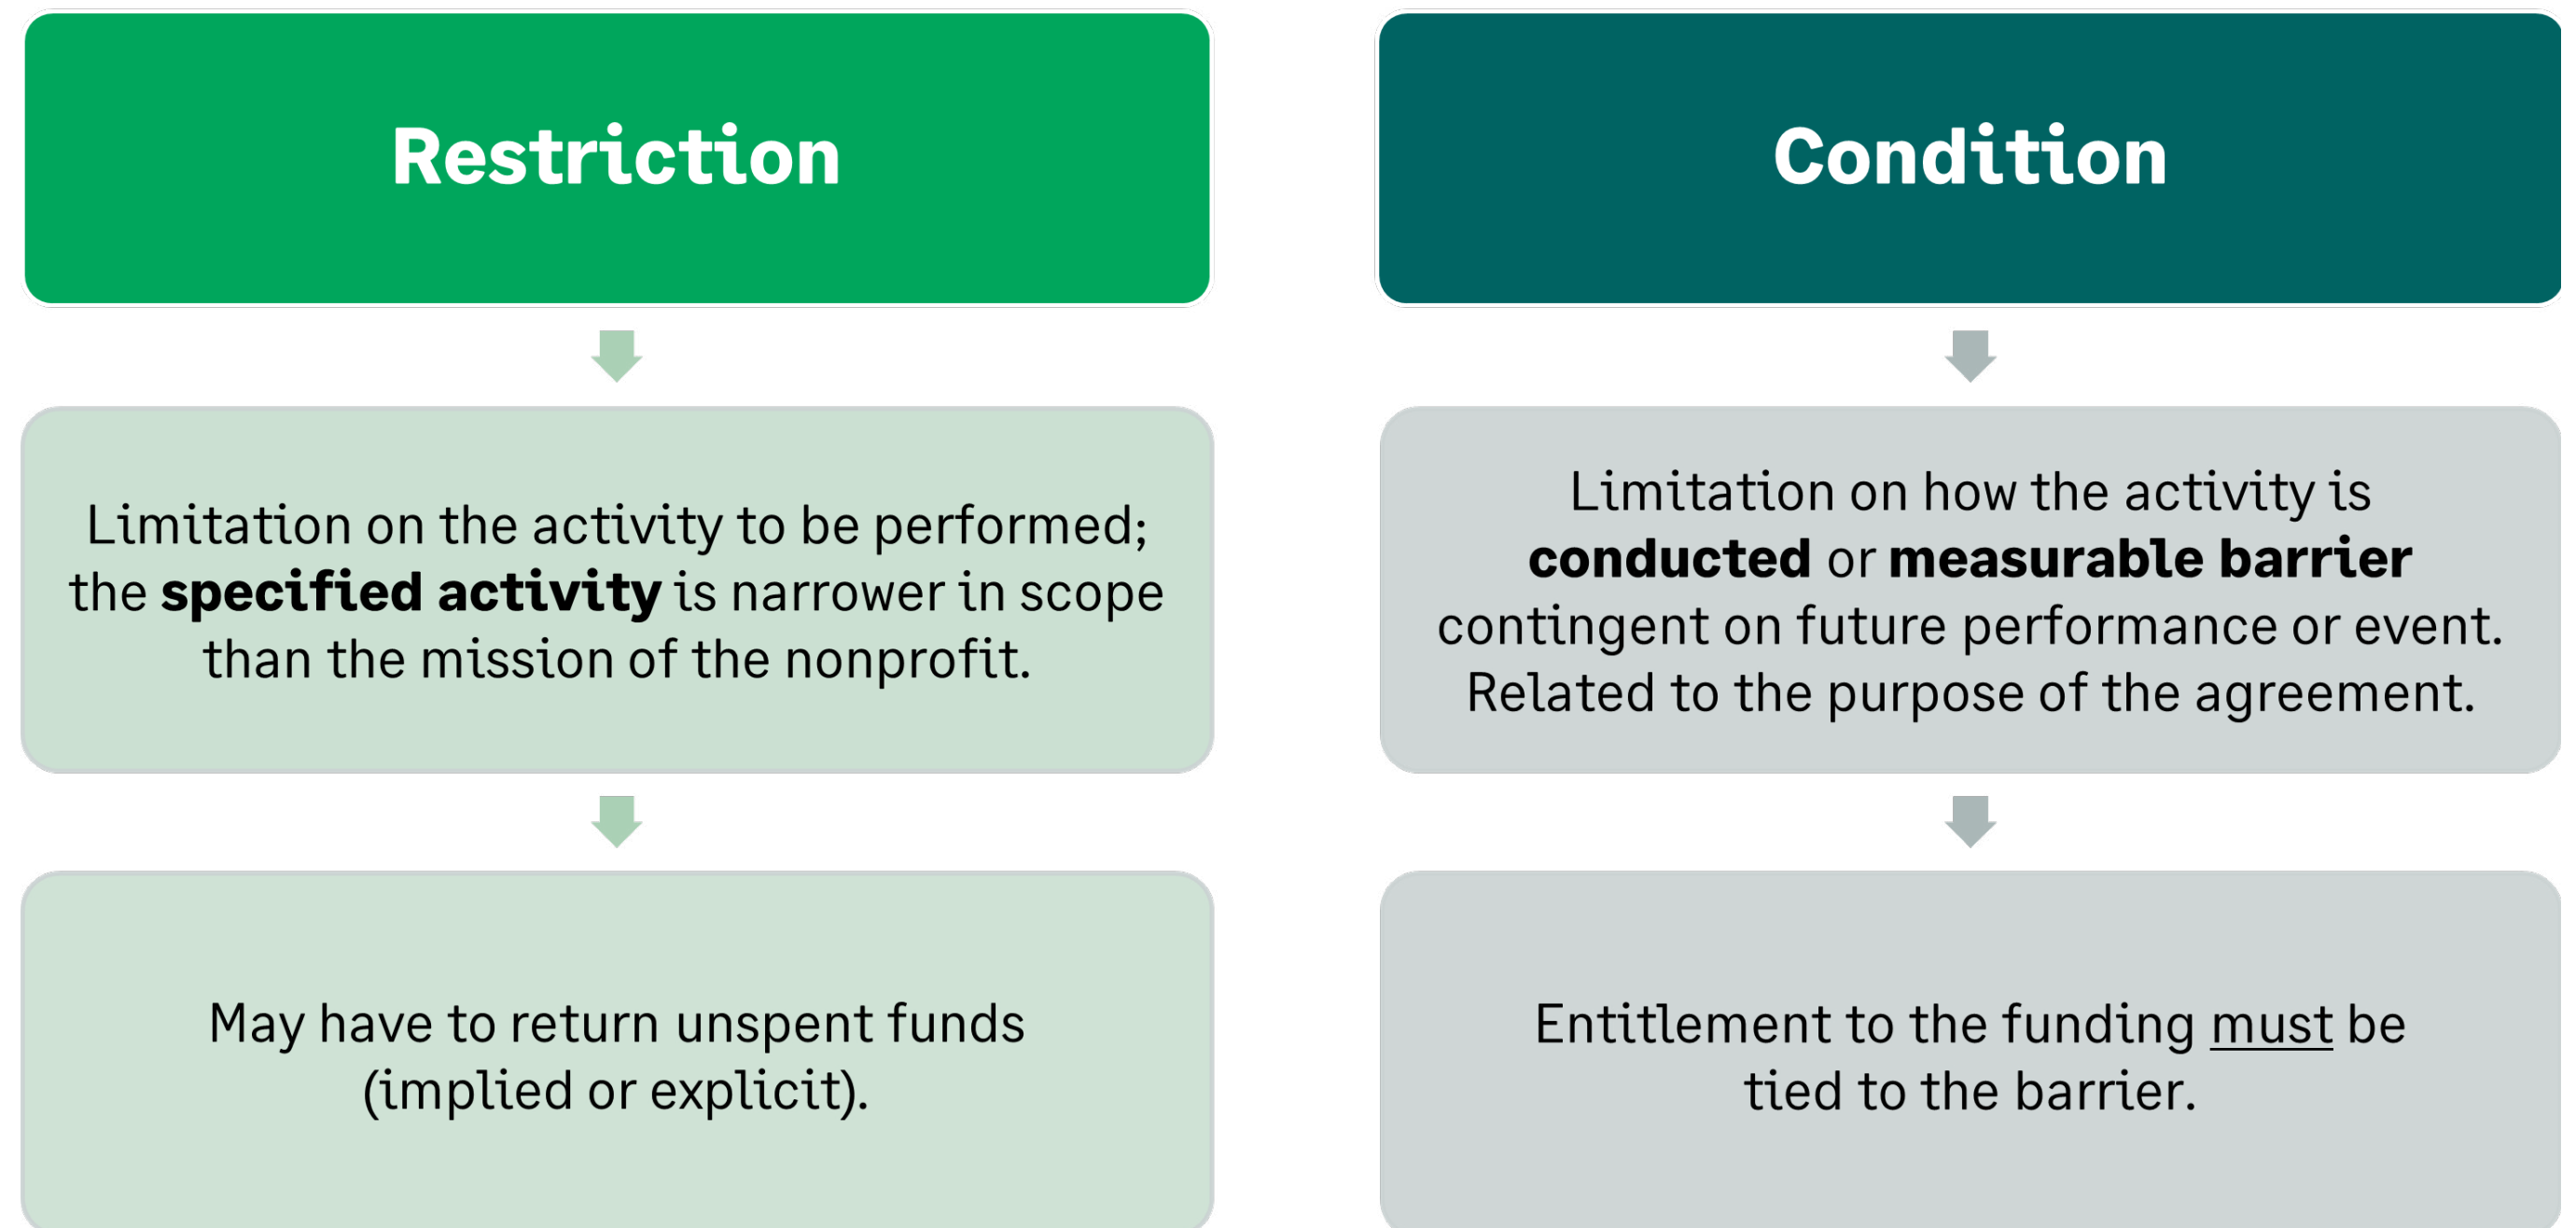 Restriction
Limitation on the activity to be performed;
the specified activity is narrower in scope
than the mission of the nonprofit.
May have to return unspent funds
(implied or explicit).
Condition
Limitation on how the activity is
conducted or measurable barrier
contingent on future performance or event.
Related to the purpose of the agreement.
Entitlement to the funding must be
tied to the barrier.